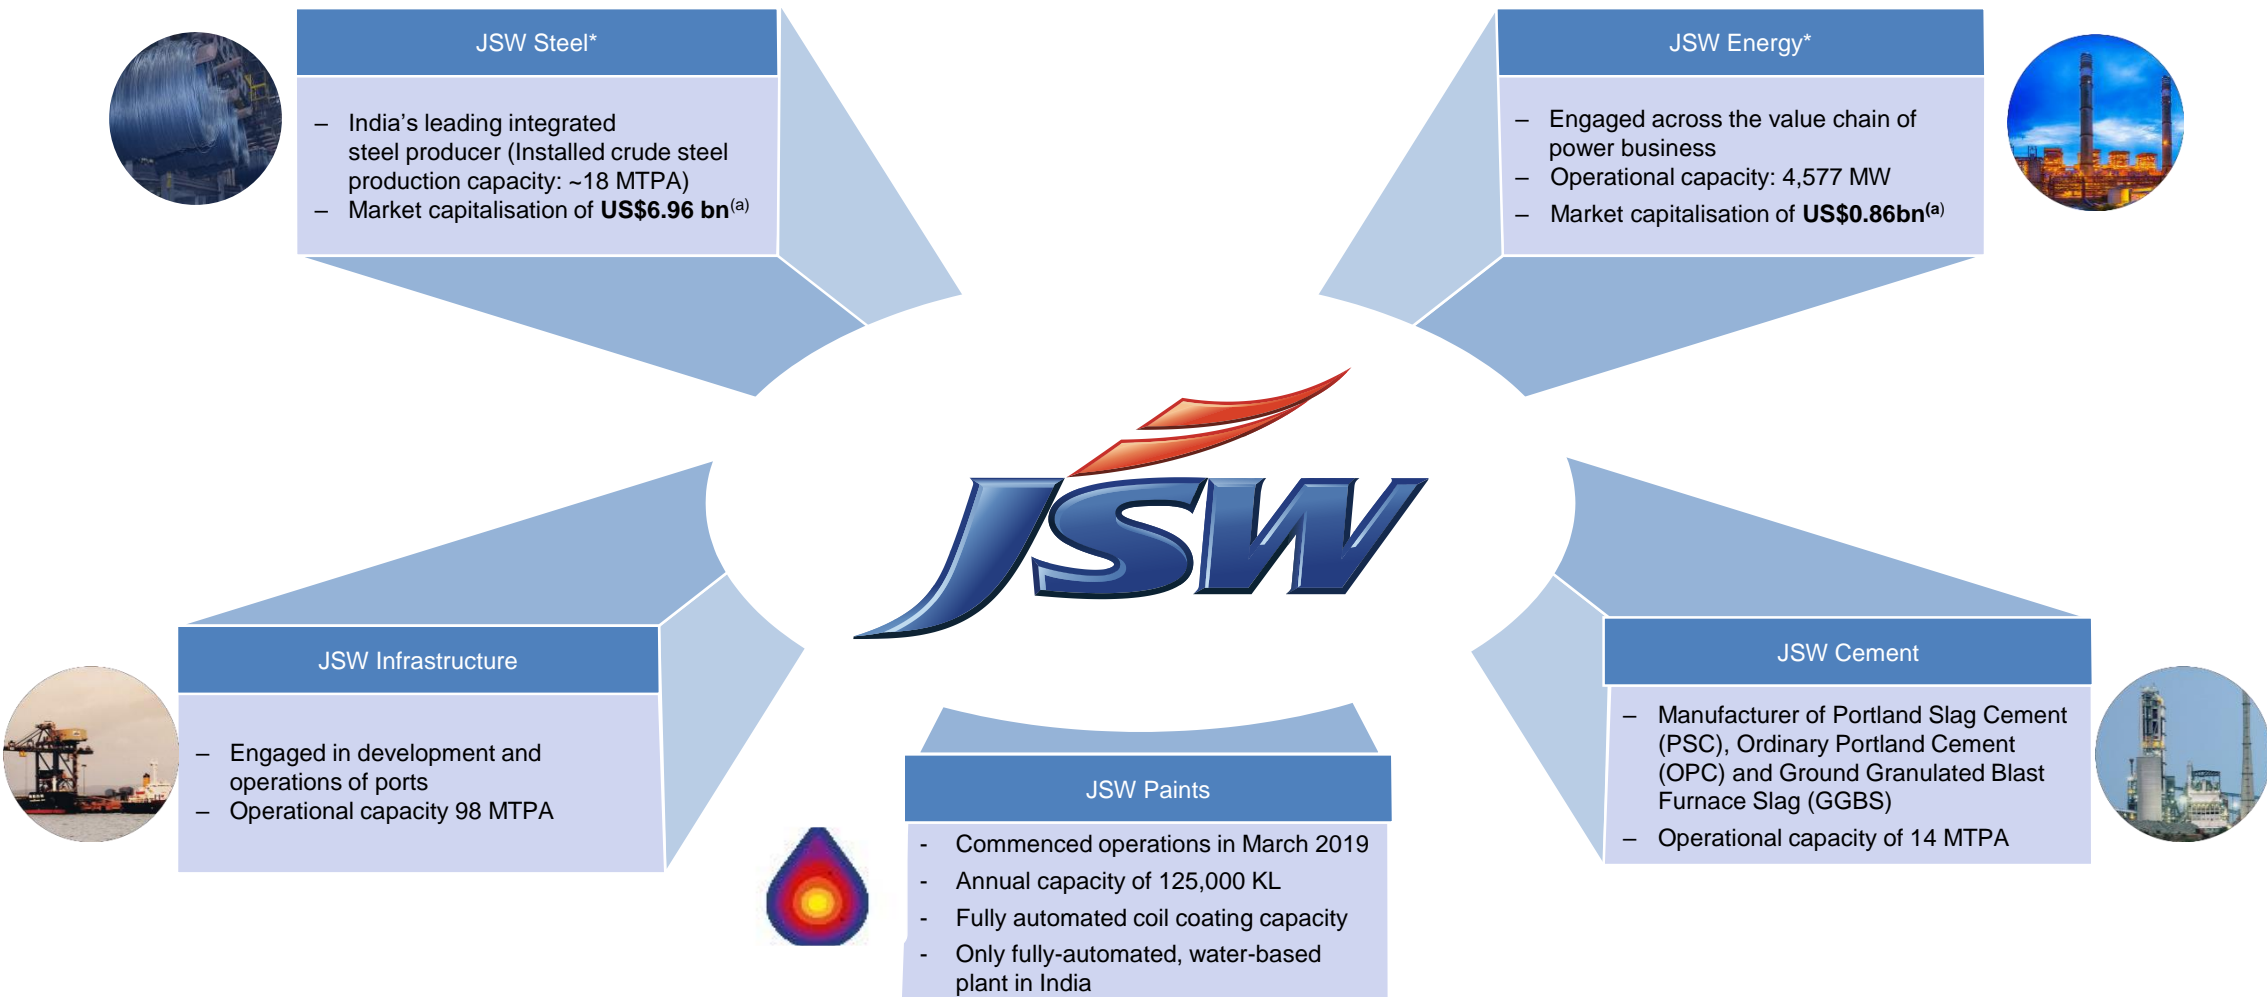 JSW Steel*
– India's leading integrated
steel producer (Installed crude steel
production capacity: ~18 MTPA)
– Market capitalisation of US$6.96 bn(a)
JSW Energy*
– Engaged across the value chain of
power business
– Operational capacity: 4,577 MW
– Market capitalisation of US$0.86bn(a)
JSW
JSW Infrastructure
– Engaged in development and
operations of ports
– Operational capacity 98 MTPA
JSW Paints
- Commenced operations in March 2019
- Annual capacity of 125,000 KL
- Fully automated coil coating capacity
- Only fully-automated, water-based
plant in India
JSW Cement
– Manufacturer of Portland Slag Cement
(PSC), Ordinary Portland Cement
(OPC) and Ground Granulated Blast
Furnace Slag (GGBS)
– Operational capacity of 14 MTPA